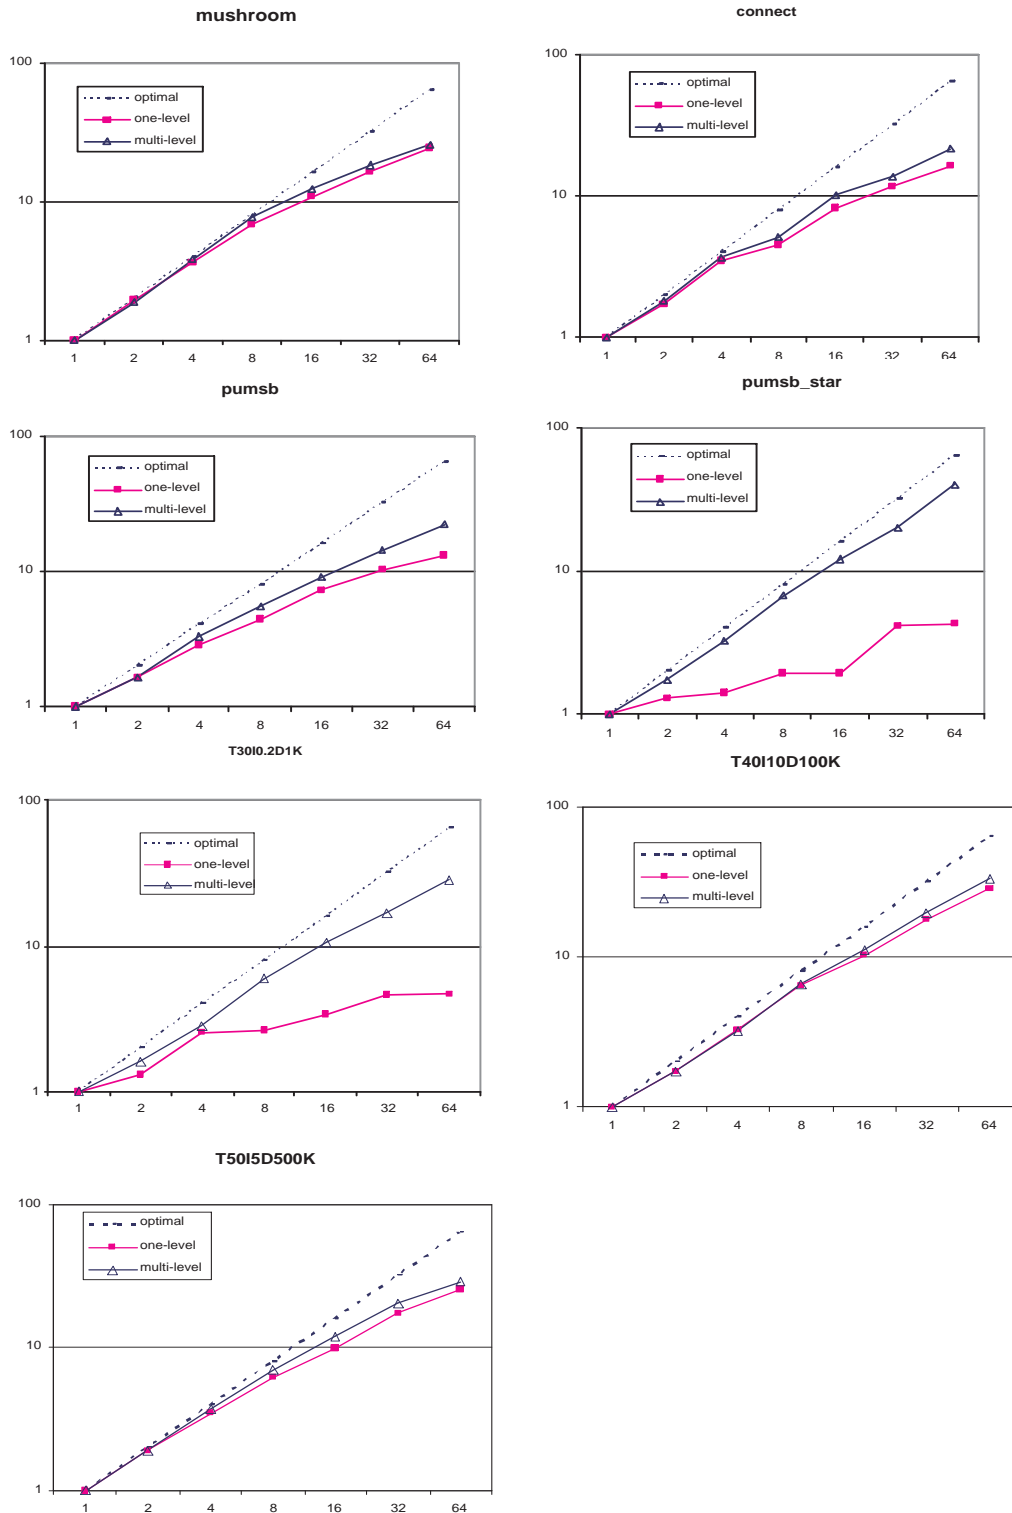 mushroom
100
10
1
optimal
one-level
multi-level
1 2 4 8 16 32 64
connect
100
10
1
optimal
one-level
multi-level
1 2 4 8 16 32 64
pumsb
100
10
1
optimal
one-level
multi-level
1 2 4 8 16 32 64
pumsb_star
100
10
1
optimal
one-level
multi-level
1 2 4 8 16 32 64
T30I0.2D1K
100
10
1
optimal
one-level
multi-level
1 2 4 8 16 32 64
T40I10D100K
100
10
1
optimal
one-level
multi-level
1 2 4 8 16 32 64
T50I5D500K
100
10
1
optimal
one-level
multi-level
1 2 4 8 16 32 64